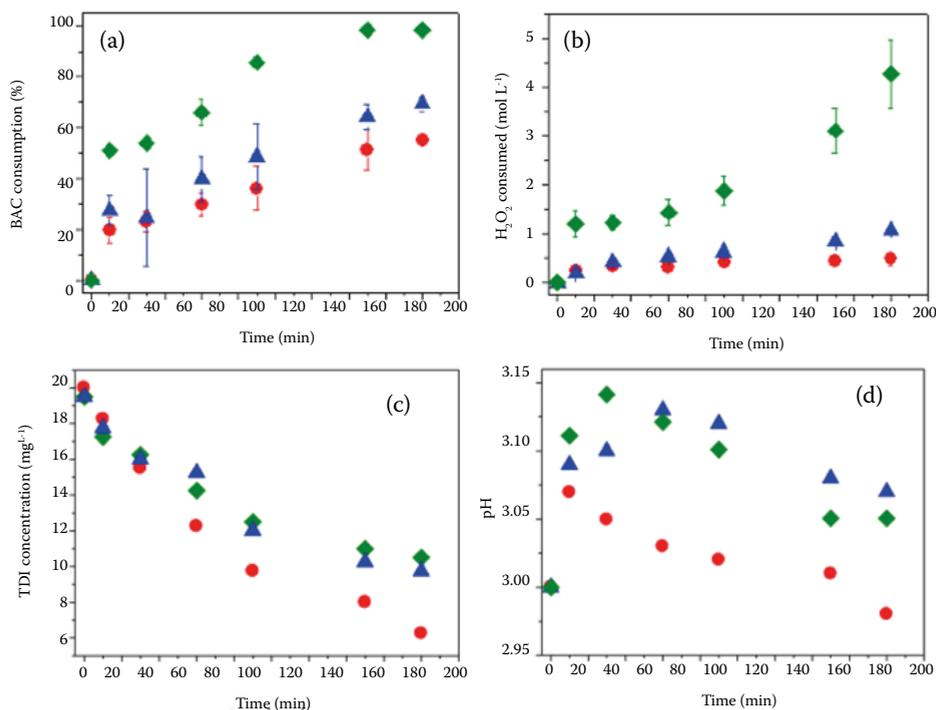 (a)
BAC consumption (%)
100
80
60
40
20
0
0 20 40 60 80 100 120 140 160 180 200
Time (min)
(b)
H₂O₂ consumed (mol L⁻¹)
5
4
3
2
1
0
0 20 40 60 80 100 120 140 160 180 200
Time (min)
(c)
TDI concentration (mgᴸ⁻¹)
20
18
16
14
12
10
8
6
0 20 40 60 80 100 120 140 160 180 200
Time (min)
(d)
pH
3.15
3.10
3.05
3.00
2.95
0 20 40 60 80 100 120 140 160 180 200
Time (min)